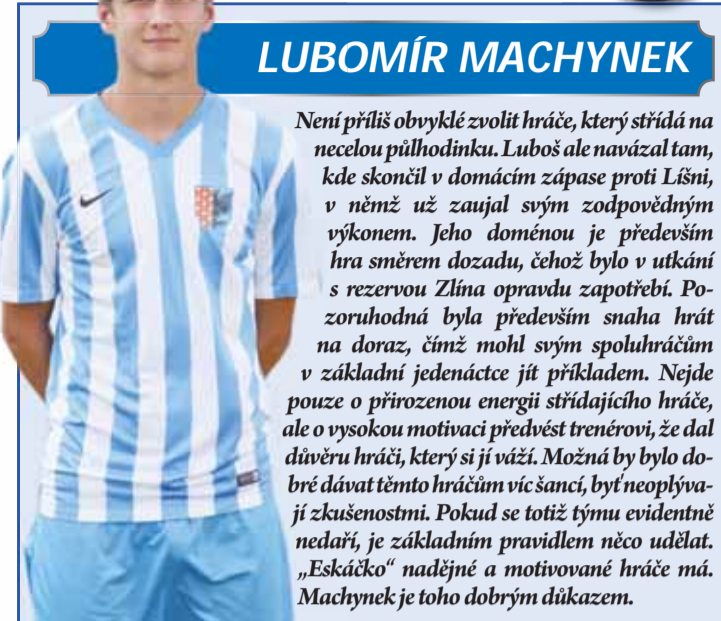 LUBOMÍR MACHYNEK
Není příliš obvyklé zvolit hráče, který střídá na
necelou půlhodinku. Luboš ale navázal tam,
kde skončil v domácím zápase proti Líšni,
v němž už zaujal svým zodpovědným
výkonem. Jeho doménou je především
hra směrem dozadu, čehož bylo v utkání
s rezervou Zlína opravdu zapotřebí. Po-
zoruhodná byla především snaha hrát
na doraz, čímž mohl svým spoluhráčům
v základní jedenáctce jít příkladem. Nejde
pouze o přirozenou energii střídajícího hráče,
ale o vysokou motivaci předvést trenérovi, že dal
důvěru hráči, který si jí váží. Možná by bylo do-
bré dávat těmto hráčům víc šancí, byť neoplýva-
jí zkušenostmi. Pokud se totiž týmu evidentně
nedaří, je základním pravidlem něco udělat.
„Eskáčko“ nadějné a motivované hráče má.
Machynek je toho dobrým důkazem.